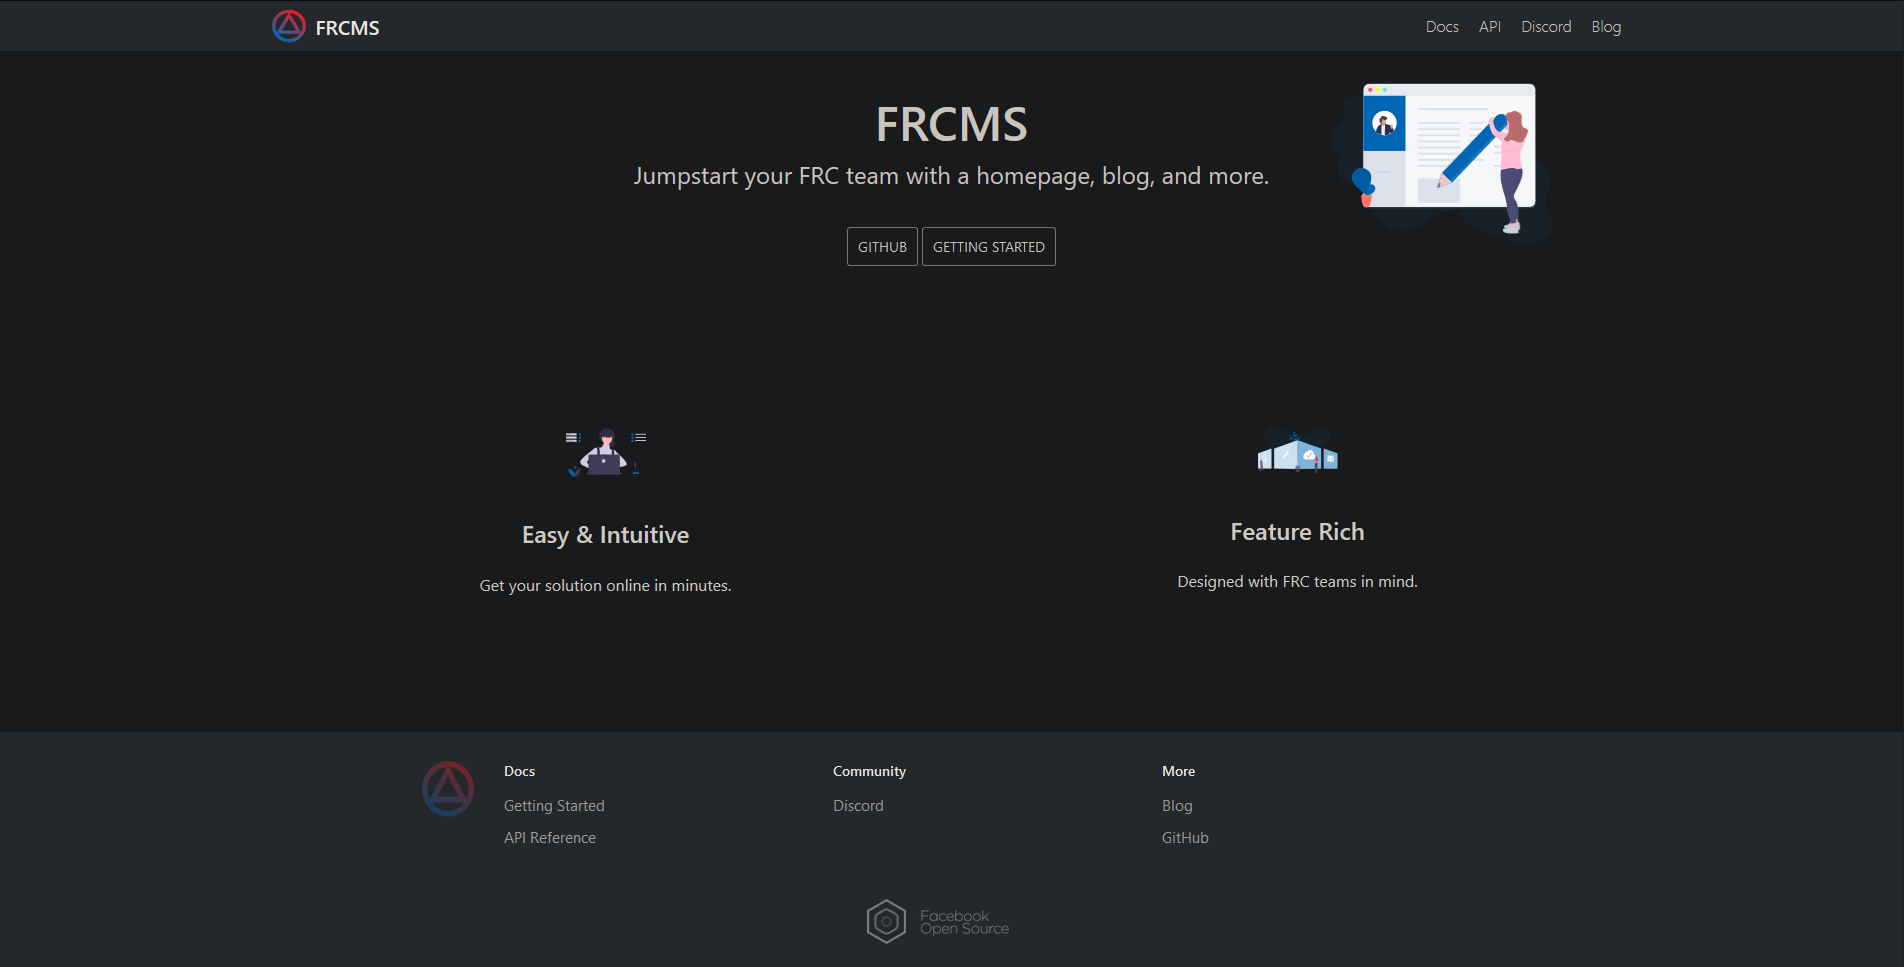 FRCMS
Docs API Discord Blog
FRCMS
Jumpstart your FRC team with a homepage, blog, and more.
GITHUB GETTING STARTED
Easy & Intuitive
Get your solution online in minutes.
Feature Rich
Designed with FRC teams in mind.
Docs
Getting Started
API Reference
Community
Discord
More
Blog
GitHub
Facebook
Open Source